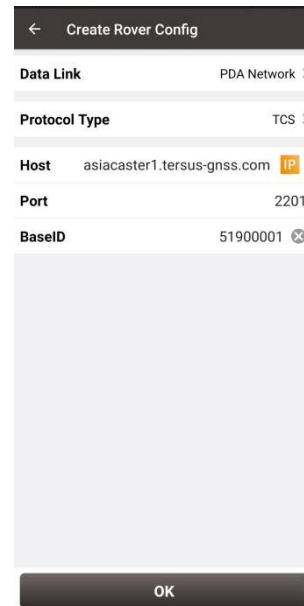 ← Create Rover Config
Data Link PDA Network
Protocol Type TCS
Host asiacaster1.tersus-gnss.com IP
Port 2201
BaseID 51900001
OK